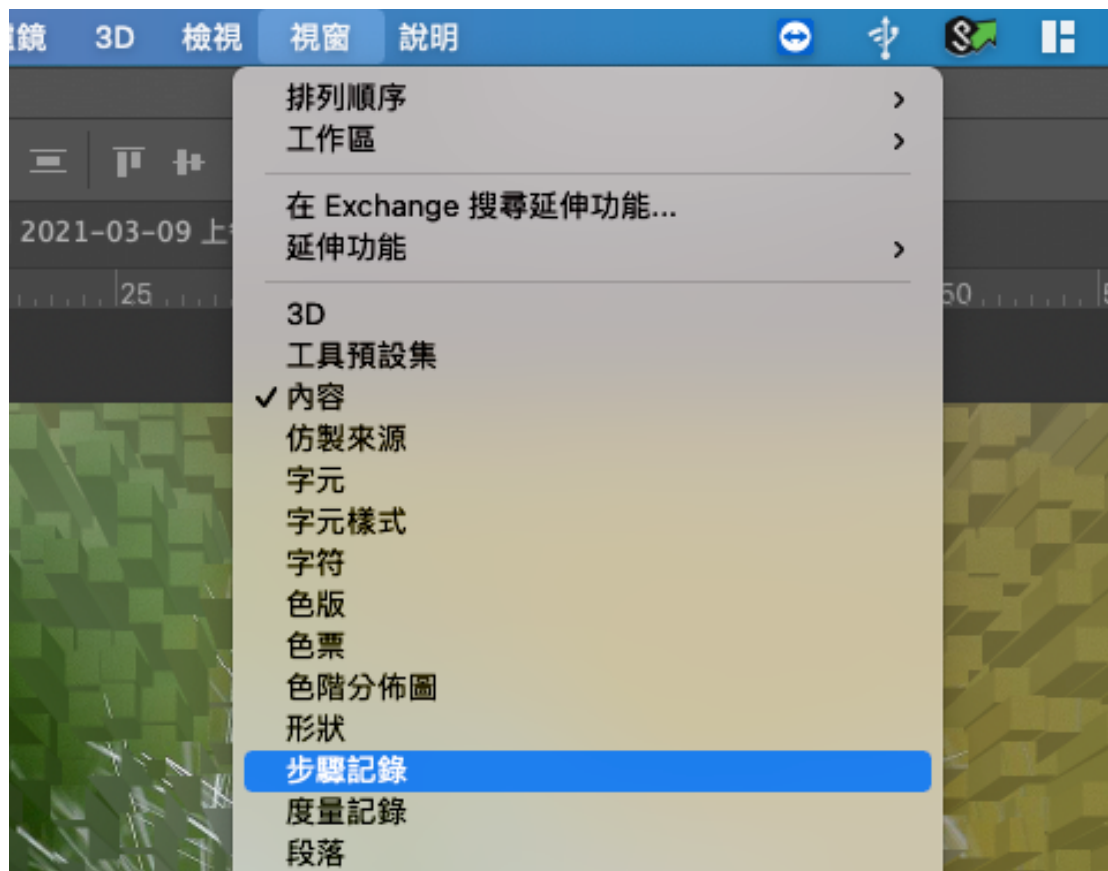 鏡 3D 檢視 視窗 說明
排列順序
工作區
在 Exchange 搜尋延伸功能...
2021-03-09 上
延伸功能
25
50
3D
工具預設集
內容
仿製來源
字元
字元樣式
字符
色版
色票
色階分佈圖
形狀
步驟記錄
度量記錄
段落